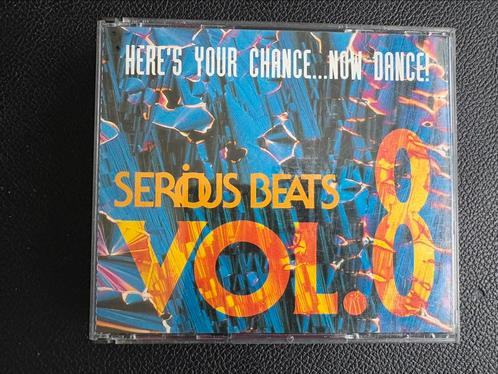 HERE'S YOUR CHANCE...NOW DANCE!
SERIOUS BEATS
VOL.8